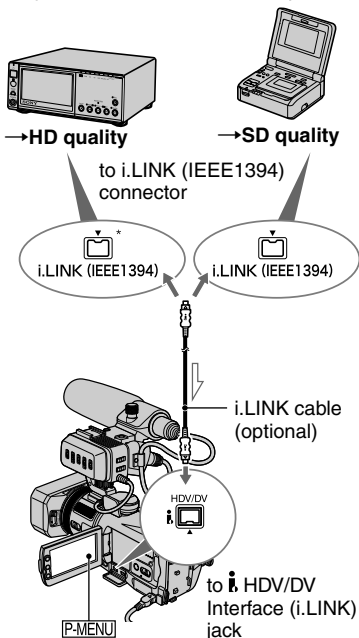 →HD quality
→SD quality
to i.LINK (IEEE1394)
connector
*
i.LINK (IEEE1394)
i.LINK (IEEE1394)
i.LINK cable
(optional)
HDV/DV
i
to i HDV/DV
Interface (i.LINK)
jack
P-MENU